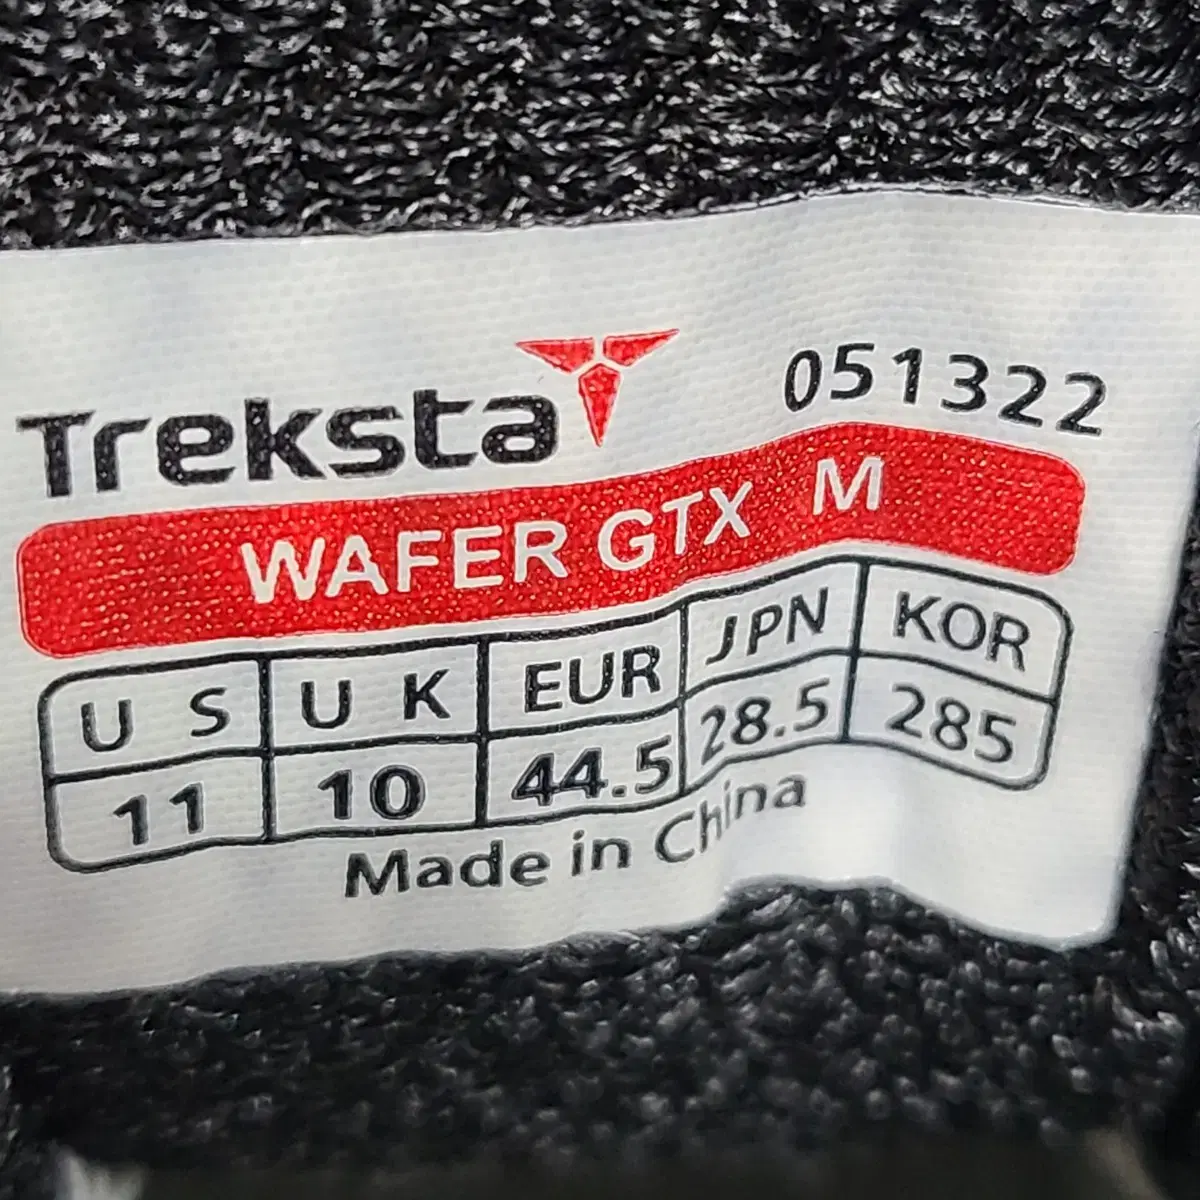 Treksta 051322
WAFER GTX M
U S U K EUR JPN KOR
11 10 44.5 28.5 285
Made in China